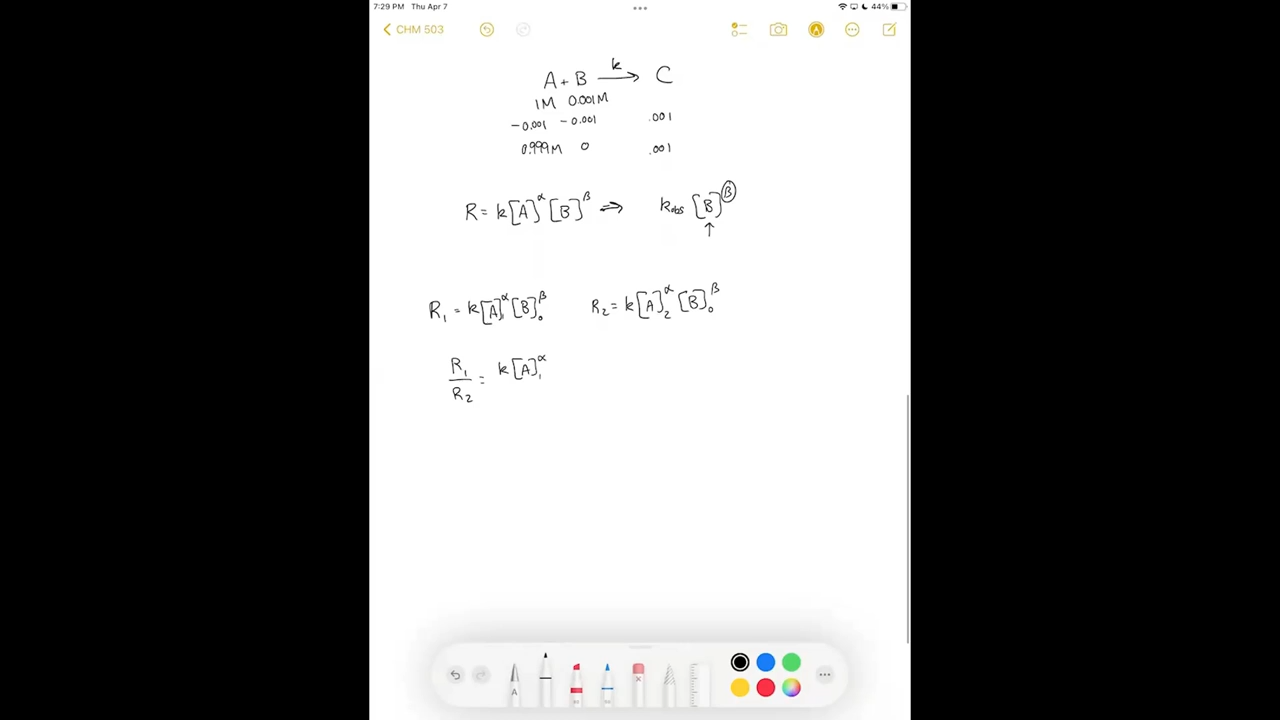 7:29 PM Thu Apr 7 44%
CHM 503
A + B k→ C
1M 0.001M
-0.001 -0.001 .001
0.999M 0 .001
R = k[A]^α [B]^β ⇒ k_obs [B]^β
↑
R₁ = k[A]₁^α [B]₀^β R₂ = k[A]₂^α [B]₀^β
R₁/R₂ = k[A]₁^α
A